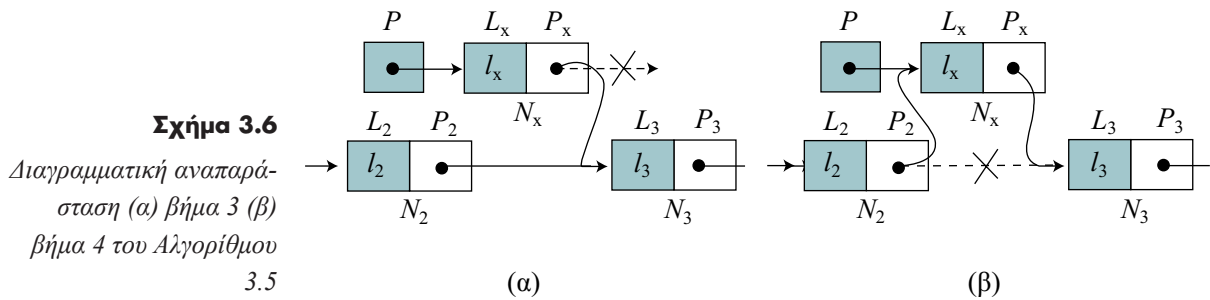 Σχήμα 3.6
Διαγραμματική αναπαρά-
σταση (α) βήμα 3 (β)
βήμα 4 του Αλγορίθμου
3.5
P L_x P_x
l_x
N_x
L_2 P_2 L_3 P_3
l_2 l_3
N_2 N_3
(α)
P L_x P_x
l_x
N_x
L_2 P_2 L_3 P_3
l_2 l_3
N_2 N_3
(β)